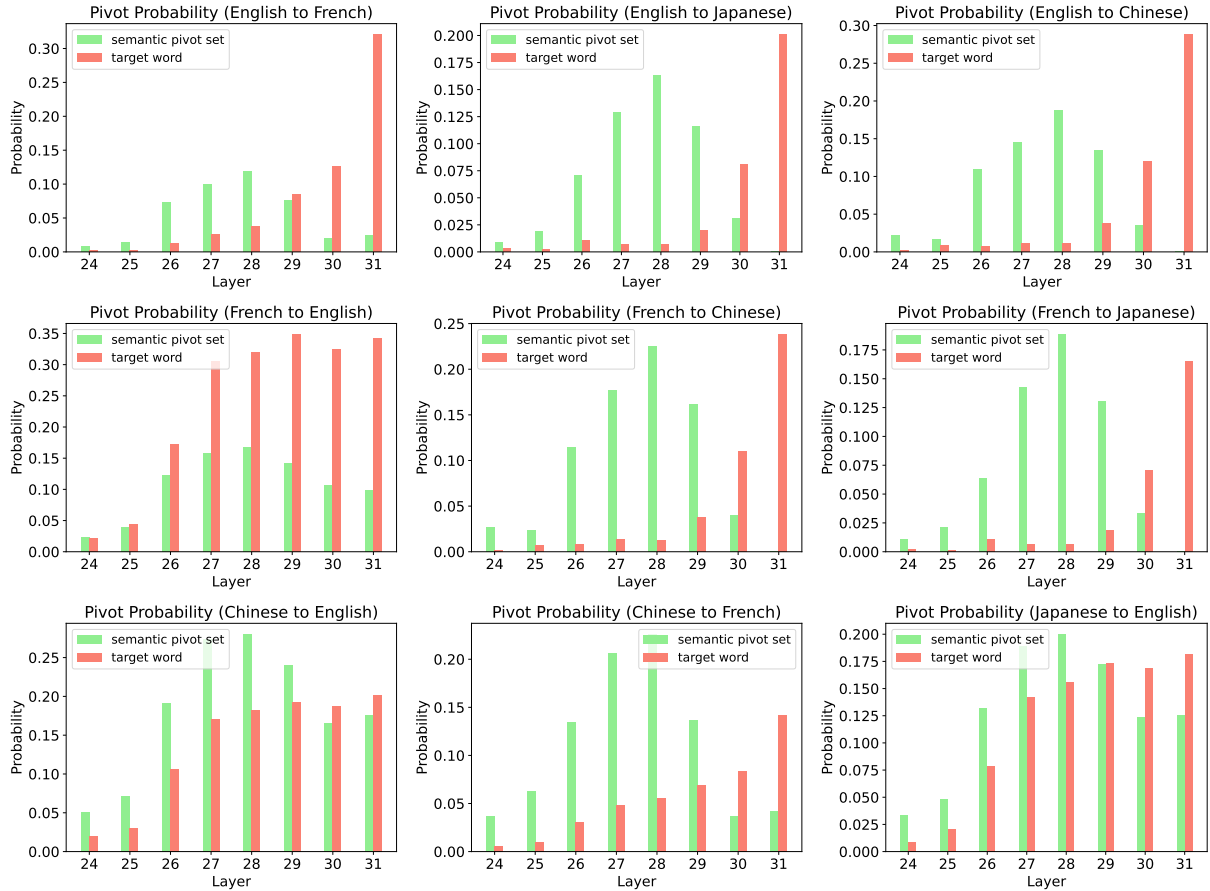 Pivot Probability (English to French)
Probability
0.30
0.25
0.20
0.15
0.10
0.05
0.00
semantic pivot set
target word
24 25 26 27 28 29 30 31
Layer
Pivot Probability (English to Japanese)
Probability
0.200
0.175
0.150
0.125
0.100
0.075
0.050
0.025
0.000
semantic pivot set
target word
24 25 26 27 28 29 30 31
Layer
Pivot Probability (English to Chinese)
Probability
0.30
0.25
0.20
0.15
0.10
0.05
0.00
semantic pivot set
target word
24 25 26 27 28 29 30 31
Layer
Pivot Probability (French to English)
Probability
0.35
0.30
0.25
0.20
0.15
0.10
0.05
0.00
semantic pivot set
target word
24 25 26 27 28 29 30 31
Layer
Pivot Probability (French to Chinese)
Probability
0.25
0.20
0.15
0.10
0.05
0.00
semantic pivot set
target word
24 25 26 27 28 29 30 31
Layer
Pivot Probability (French to Japanese)
Probability
0.175
0.150
0.125
0.100
0.075
0.050
0.025
0.000
semantic pivot set
target word
24 25 26 27 28 29 30 31
Layer
Pivot Probability (Chinese to English)
Probability
0.25
0.20
0.15
0.10
0.05
0.00
semantic pivot set
target word
24 25 26 27 28 29 30 31
Layer
Pivot Probability (Chinese to French)
Probability
0.20
0.15
0.10
0.05
0.00
semantic pivot set
target word
24 25 26 27 28 29 30 31
Layer
Pivot Probability (Japanese to English)
Probability
0.200
0.175
0.150
0.125
0.100
0.075
0.050
0.025
0.000
semantic pivot set
target word
24 25 26 27 28 29 30 31
Layer